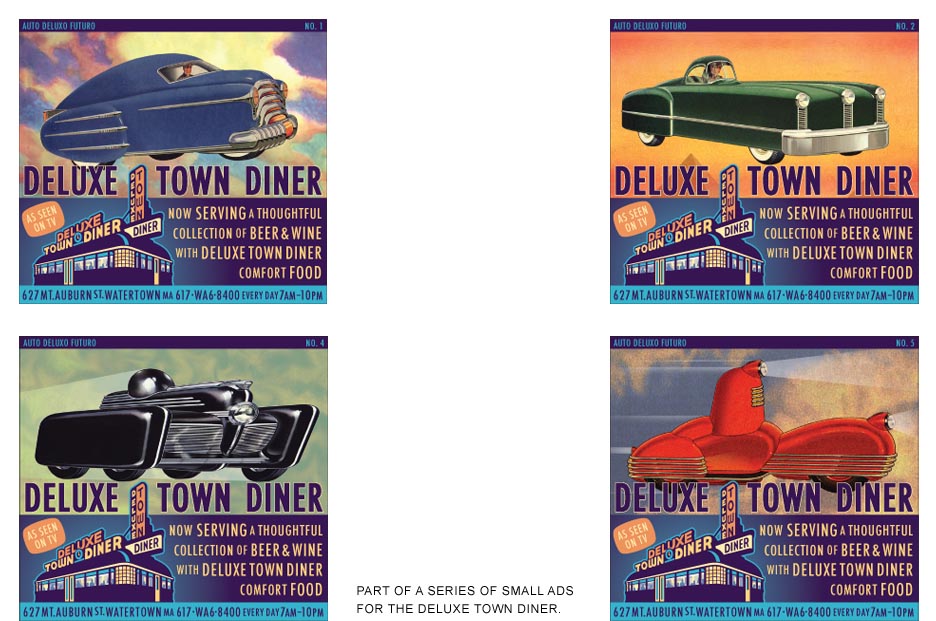 AUTO DELUXO FUTURO NO. 1
DELUXE TOWN DINER
TOWN
DELUXE
AS SEEN
ON TV
DELUXE
TOWN DINER
DINER
NOW SERVING A THOUGHTFUL
COLLECTION OF BEER & WINE
WITH DELUXE TOWN DINER
COMFORT FOOD
627 MT. AUBURN ST. WATERTOWN MA 617·WA6-8400 EVERY DAY 7AM-10PM
AUTO DELUXO FUTURO NO. 2
DELUXE TOWN DINER
TOWN
DELUXE
AS SEEN
ON TV
DELUXE
TOWN DINER
DINER
NOW SERVING A THOUGHTFUL
COLLECTION OF BEER & WINE
WITH DELUXE TOWN DINER
COMFORT FOOD
627 MT. AUBURN ST. WATERTOWN MA 617·WA6-8400 EVERY DAY 7AM-10PM
AUTO DELUXO FUTURO NO. 4
DELUXE TOWN DINER
TOWN
DELUXE
AS SEEN
ON TV
DELUXE
TOWN DINER
DINER
NOW SERVING A THOUGHTFUL
COLLECTION OF BEER & WINE
WITH DELUXE TOWN DINER
COMFORT FOOD
627 MT. AUBURN ST. WATERTOWN MA 617·WA6-8400 EVERY DAY 7AM-10PM
PART OF A SERIES OF SMALL ADS
FOR THE DELUXE TOWN DINER.
AUTO DELUXO FUTURO NO. 5
DELUXE TOWN DINER
TOWN
DELUXE
AS SEEN
ON TV
DELUXE
TOWN DINER
DINER
NOW SERVING A THOUGHTFUL
COLLECTION OF BEER & WINE
WITH DELUXE TOWN DINER
COMFORT FOOD
627 MT. AUBURN ST. WATERTOWN MA 617·WA6-8400 EVERY DAY 7AM-10PM